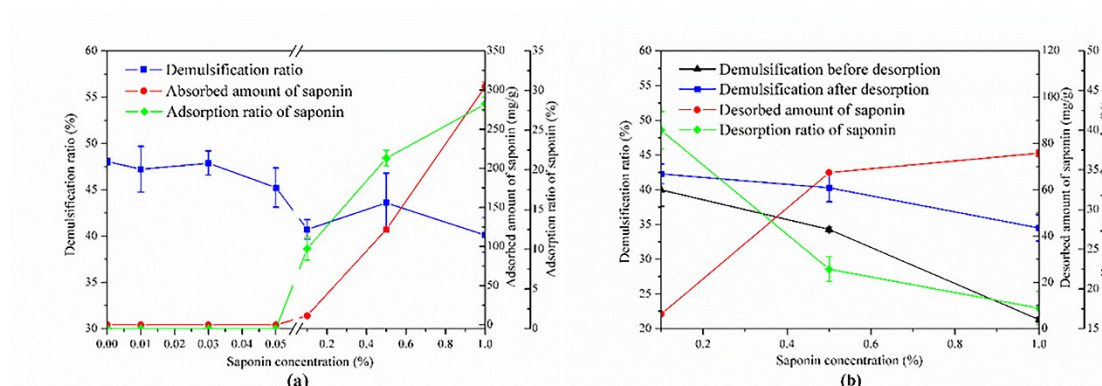 60
55
50
45
40
35
30
Demulsification ratio (%)
Demulsification ratio
Absorbed amount of saponin
Adsorption ratio of saponin
350
300
250
200
150
100
50
0
Adsorbed amount of saponin (mg/g)
35
30
25
20
15
10
5
0
Adsorption ratio of saponin (%)
0.00 0.01 0.03 0.05 0.2 0.4 0.6 0.8 1.0
Saponin concentration (%)
(a)
60
55
50
45
40
35
30
25
20
Demulsification ratio (%)
Demulsification before desorption
Demulsification after desorption
Desorbed amount of saponin
Desorption ratio of saponin
120
100
80
60
40
20
0
Desorbed amount of saponin (mg/g)
50
45
40
35
30
25
20
15
0.2 0.4 0.6 0.8 1.0
Saponin concentration (%)
(b)